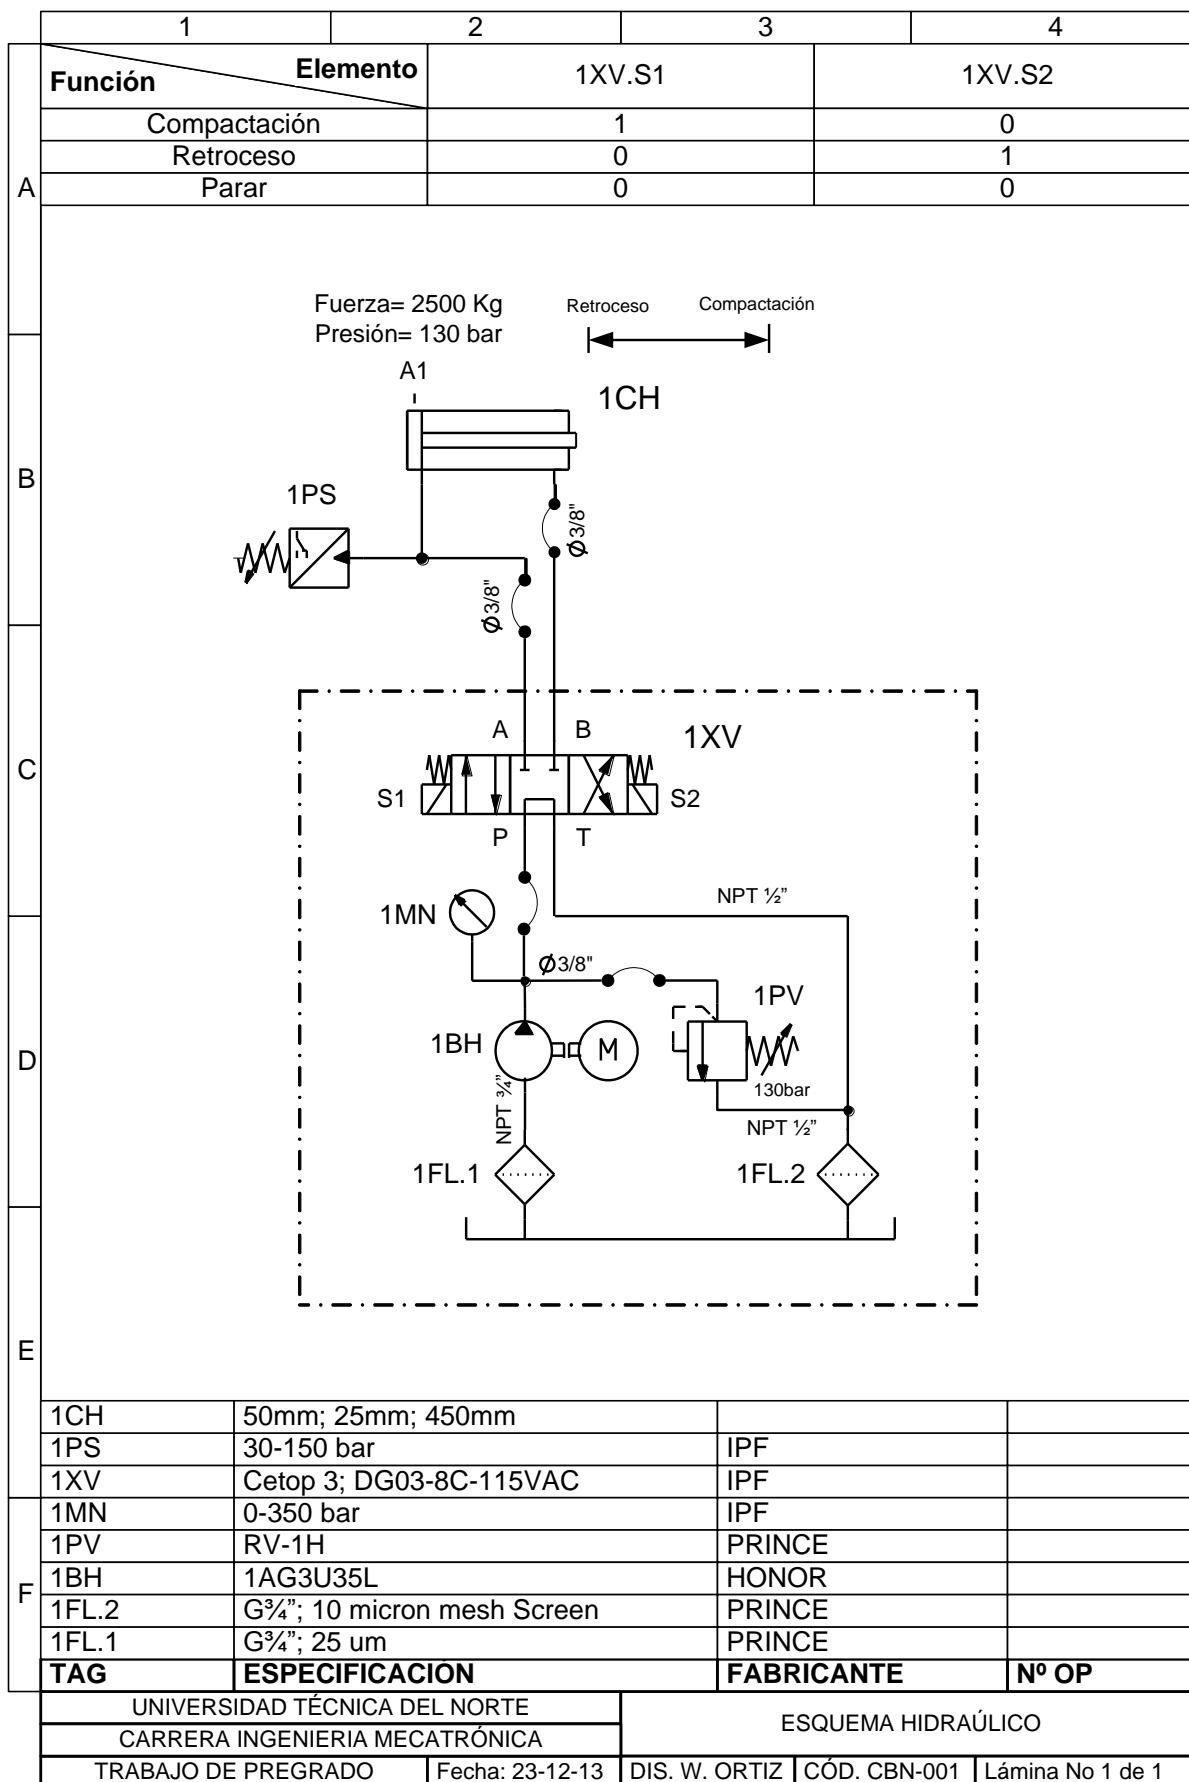 1 2 3 4
Elemento
Función
1XV.S1 1XV.S2
Compactación 1 0
Retroceso 0 1
A
Parar 0 0
Fuerza= 2500 Kg
Presión= 130 bar
Retroceso Compactación
A1
1CH
B
1PS
Ø3/8"
Ø3/8"
A B 1XV
C
S1 S2
P T
NPT ½”
1MN
Ø3/8"
1PV
1BH M
D
130bar
NPT ¾”
NPT ½”
1FL.1 1FL.2
E
1CH 50mm; 25mm; 450mm
1PS 30-150 bar IPF
1XV Cetop 3; DG03-8C-115VAC IPF
1MN 0-350 bar IPF
1PV RV-1H PRINCE
1BH 1AG3U35L HONOR
F
1FL.2 G¾”; 10 micron mesh Screen PRINCE
1FL.1 G¾”; 25 um PRINCE
TAG ESPECIFICACIÓN FABRICANTE Nº OP
UNIVERSIDAD TÉCNICA DEL NORTE
ESQUEMA HIDRAÚLICO
CARRERA INGENIERIA MECATRÓNICA
TRABAJO DE PREGRADO Fecha: 23-12-13 DIS. W. ORTIZ CÓD. CBN-001 Lámina No 1 de 1